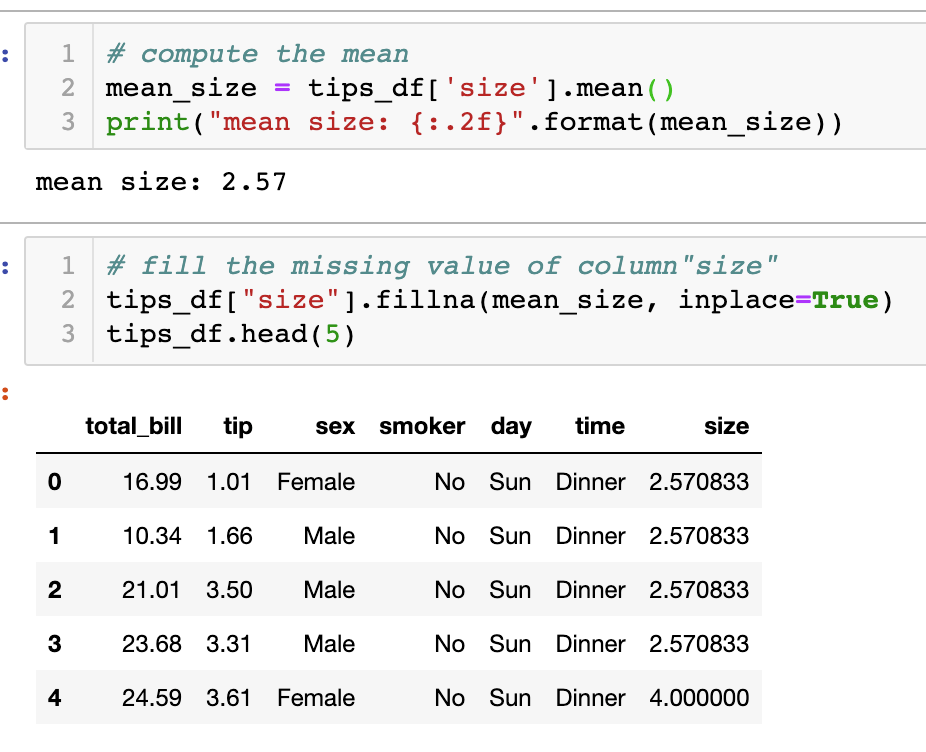 :
1 # compute the mean
2 mean_size = tips_df['size'].mean()
3 print("mean size: {:.2f}".format(mean_size))
mean size: 2.57
:
1 # fill the missing value of column"size"
2 tips_df["size"].fillna(mean_size, inplace=True)
3 tips_df.head(5)
:
total_bill tip sex smoker day time size
0 16.99 1.01 Female No Sun Dinner 2.570833
1 10.34 1.66 Male No Sun Dinner 2.570833
2 21.01 3.50 Male No Sun Dinner 2.570833
3 23.68 3.31 Male No Sun Dinner 2.570833
4 24.59 3.61 Female No Sun Dinner 4.000000